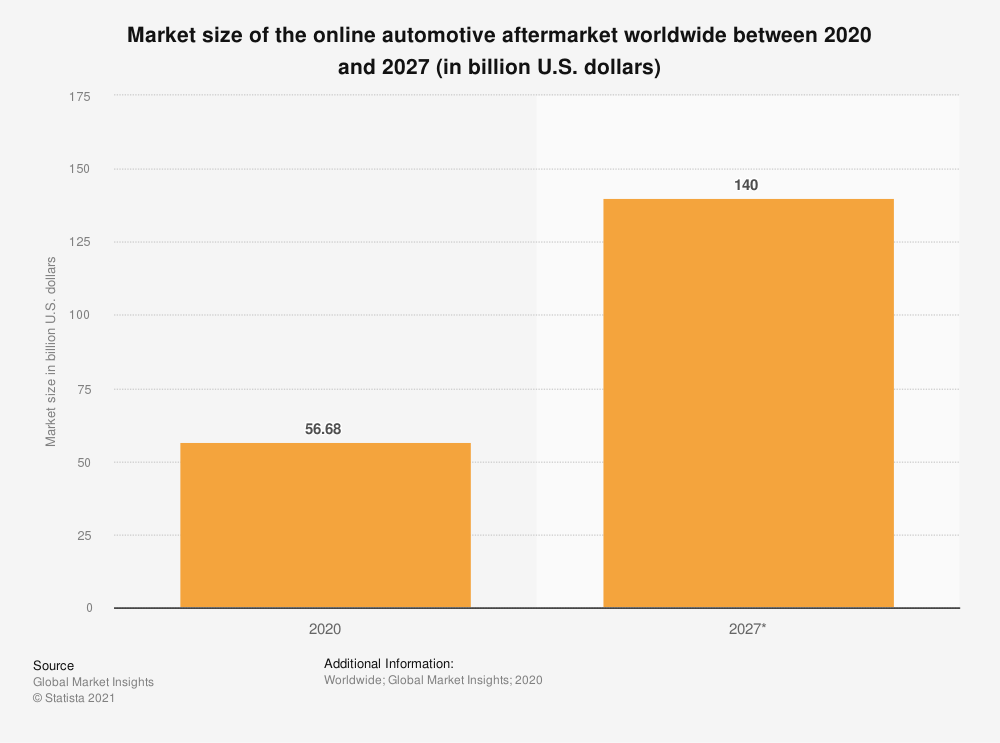 Market size of the online automotive aftermarket worldwide between 2020
and 2027 (in billion U.S. dollars)
Market size in billion U.S. dollars
175
150
125
100
75
50
25
0
56.68
140
2020
2027*
Source
Global Market Insights
© Statista 2021
Additional Information:
Worldwide; Global Market Insights; 2020